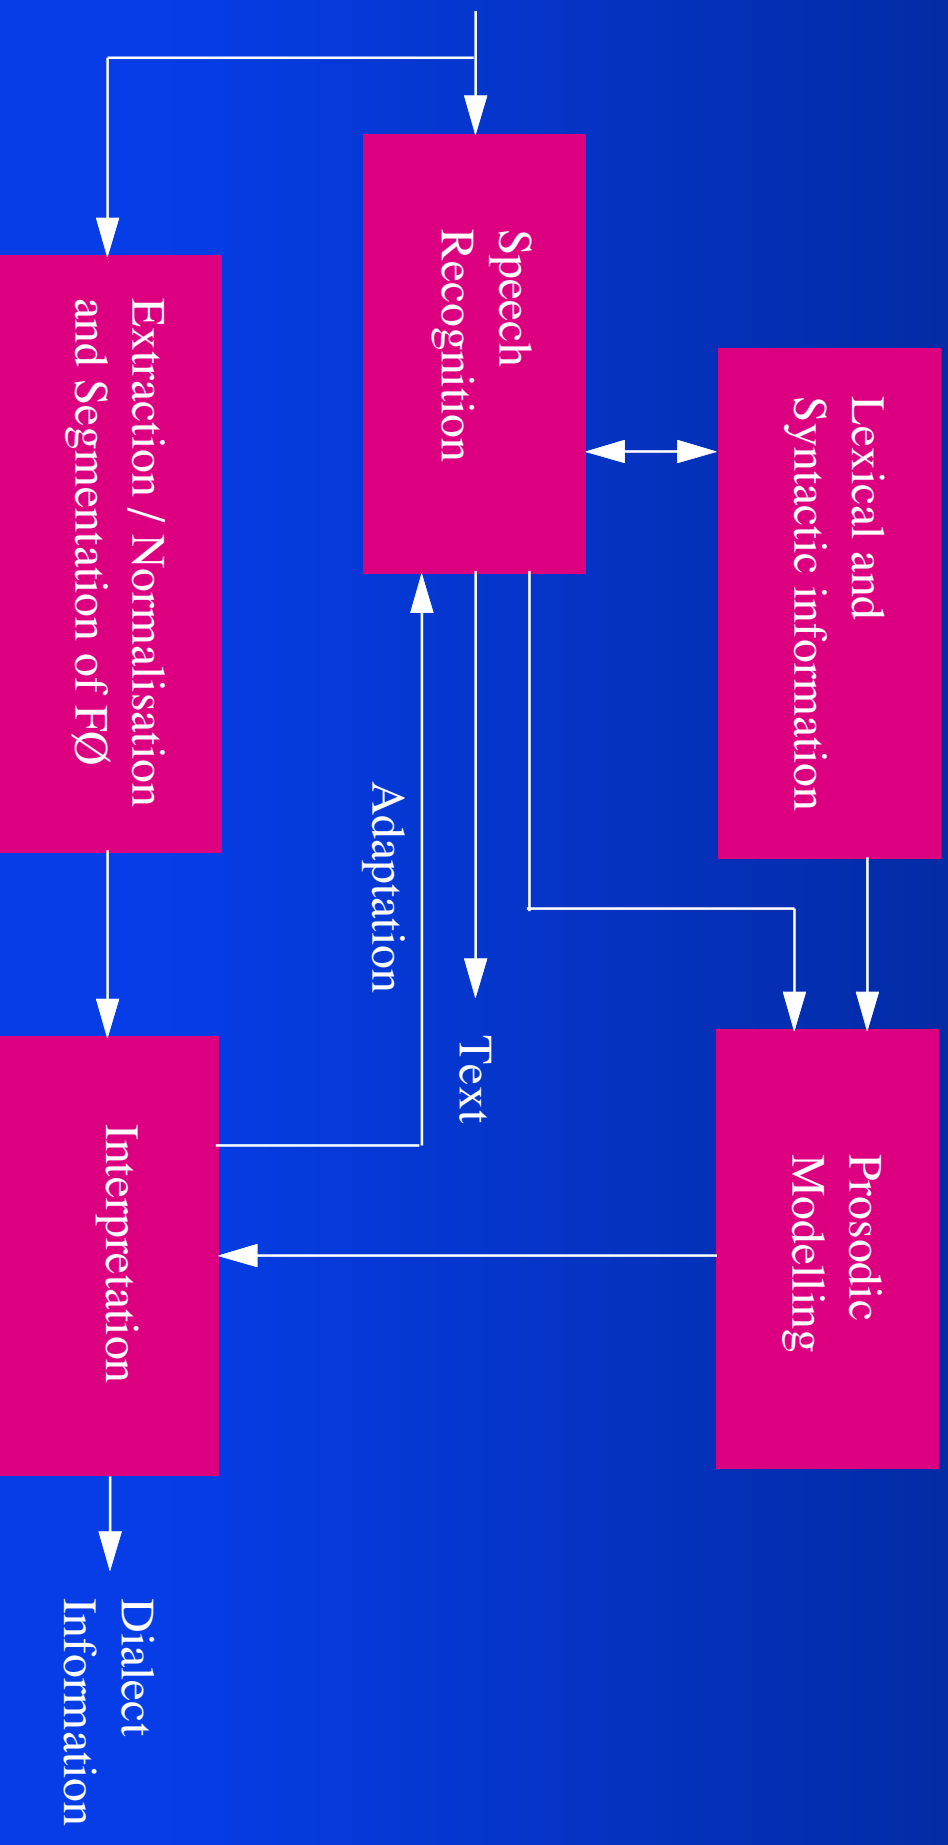 Lexical and
Syntactic information
Prosodic
Modelling
Speech
Recognition
Text
Adaptation
Extraction / Normalisation
and Segmentation of FØ
Interpretation
Dialect
Information